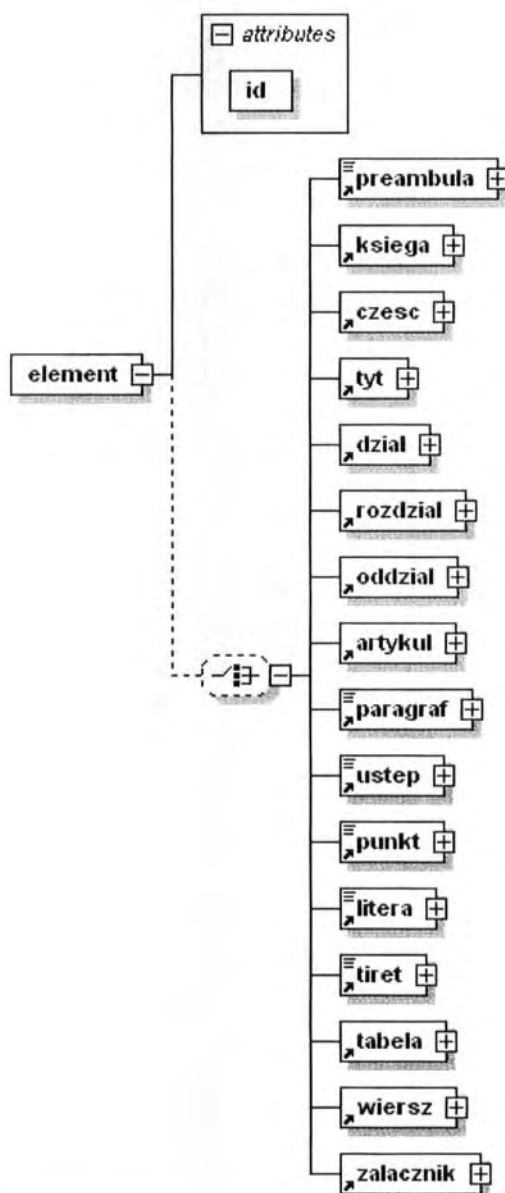 attributes
id
preambula
ksiega
czesc
tyt
element
dzial
rozdzial
oddzial
artykul
paragraf
ustep
punkt
litera
tiret
tabela
wiersz
zalacznik